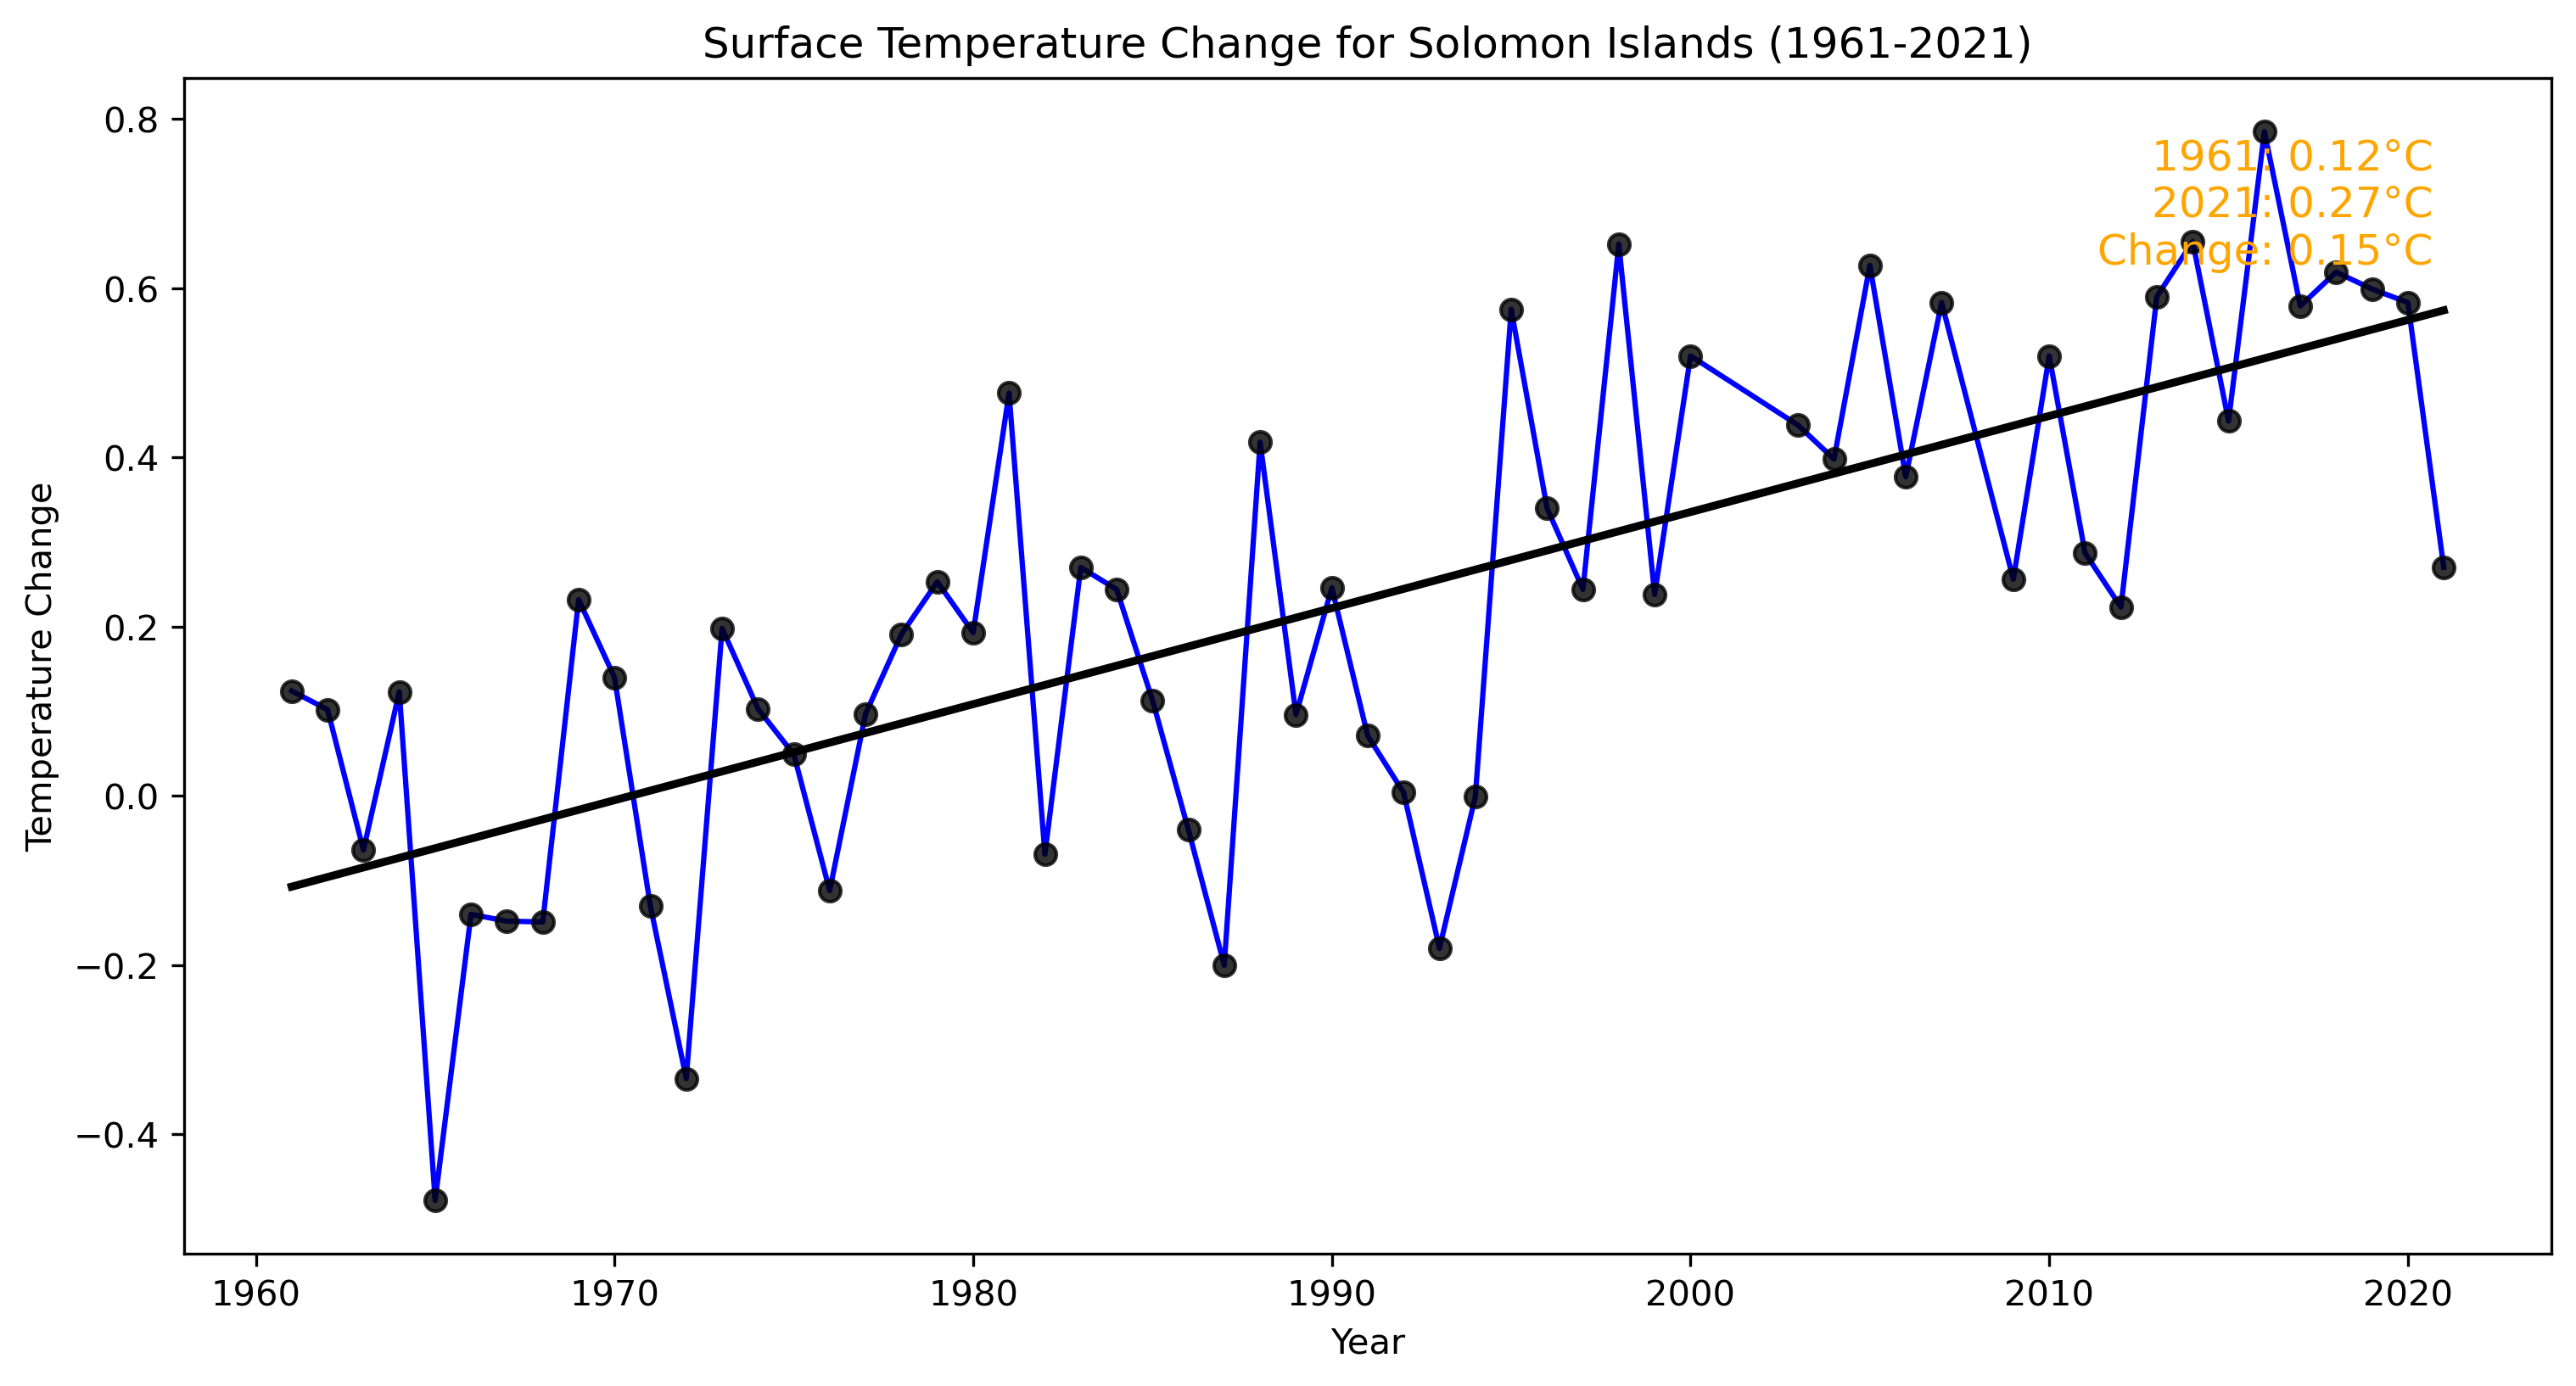 Surface Temperature Change for Solomon Islands (1961-2021)
1961: 0.12°C
2021: 0.27°C
Change: 0.15°C
Temperature Change
0.8
0.6
0.4
0.2
0.0
−0.2
−0.4
1960 1970 1980 1990 2000 2010 2020
Year